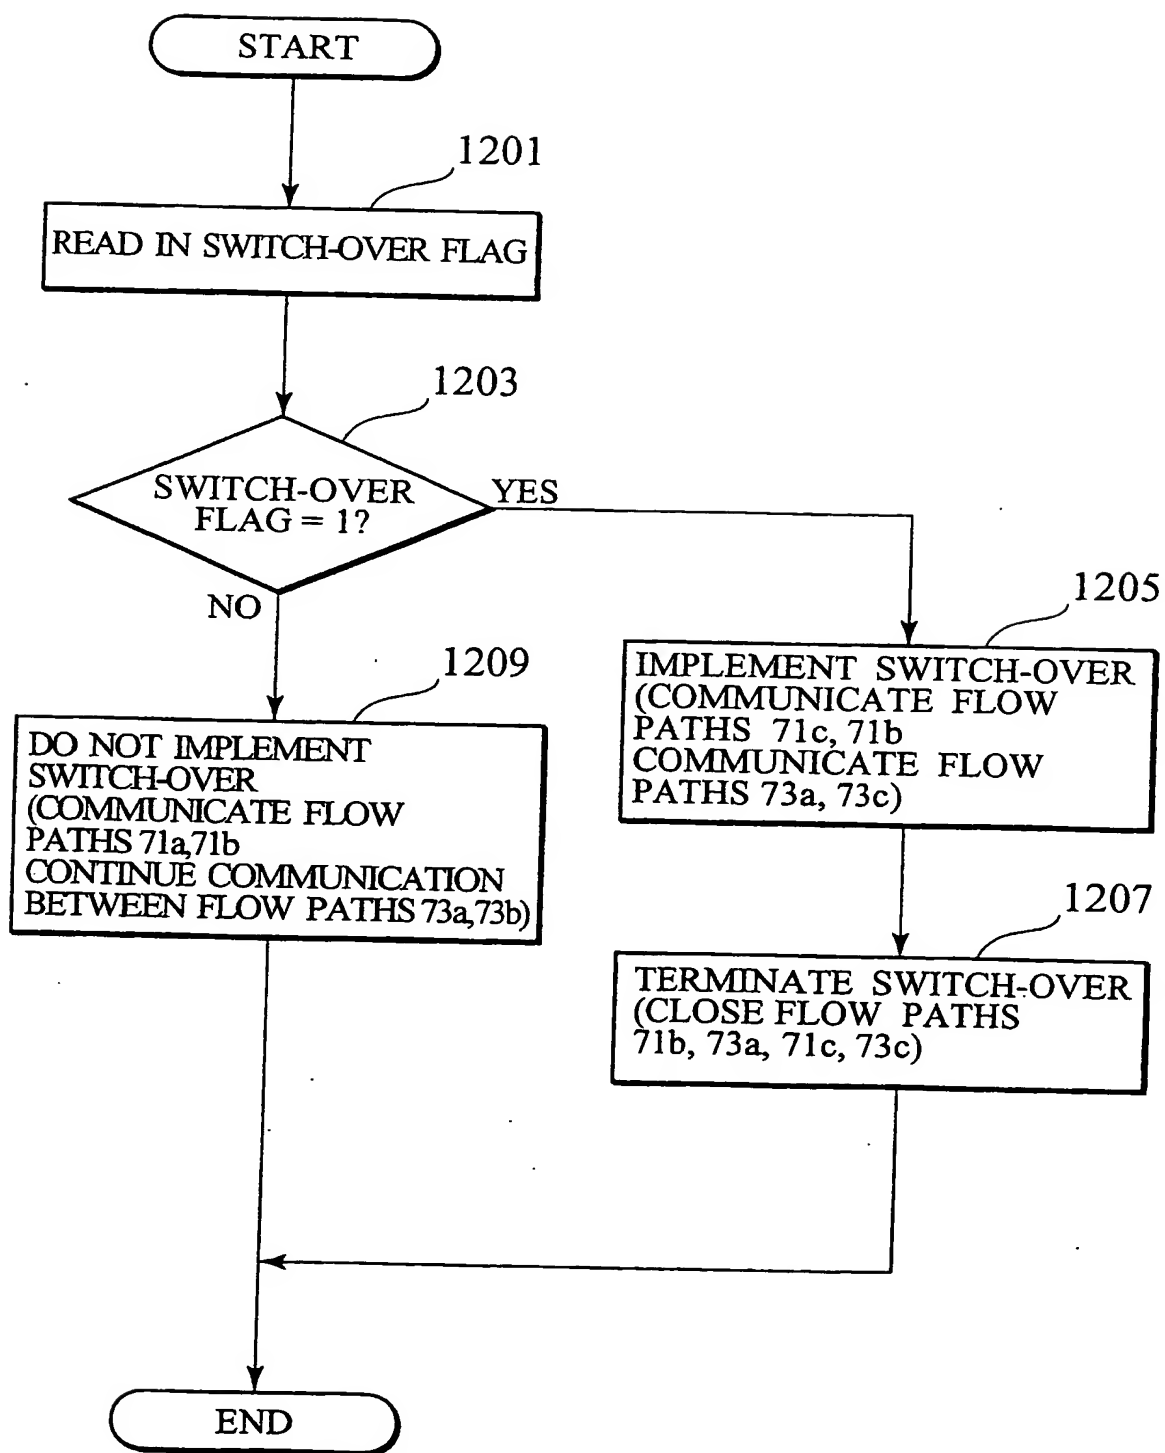 START
1201
READ IN SWITCH-OVER FLAG
1203
SWITCH-OVER
FLAG = 1?
YES
NO
1205
IMPLEMENT SWITCH-OVER
(COMMUNICATE FLOW
PATHS 71c, 71b
COMMUNICATE FLOW
PATHS 73a, 73c)
1209
DO NOT IMPLEMENT
SWITCH-OVER
(COMMUNICATE FLOW
PATHS 71a,71b
CONTINUE COMMUNICATION
BETWEEN FLOW PATHS 73a,73b)
1207
TERMINATE SWITCH-OVER
(CLOSE FLOW PATHS
71b, 73a, 71c, 73c)
END